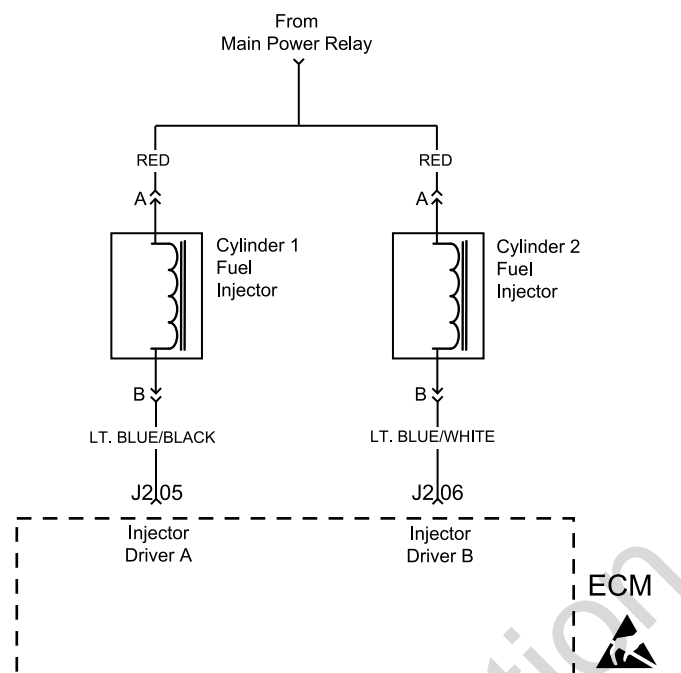 From
Main Power Relay
RED
RED
A
A
Cylinder 1
Fuel
Injector
Cylinder 2
Fuel
Injector
B
B
LT. BLUE/BLACK
LT. BLUE/WHITE
J2 05
J2 06
Injector
Driver A
Injector
Driver B
ECM